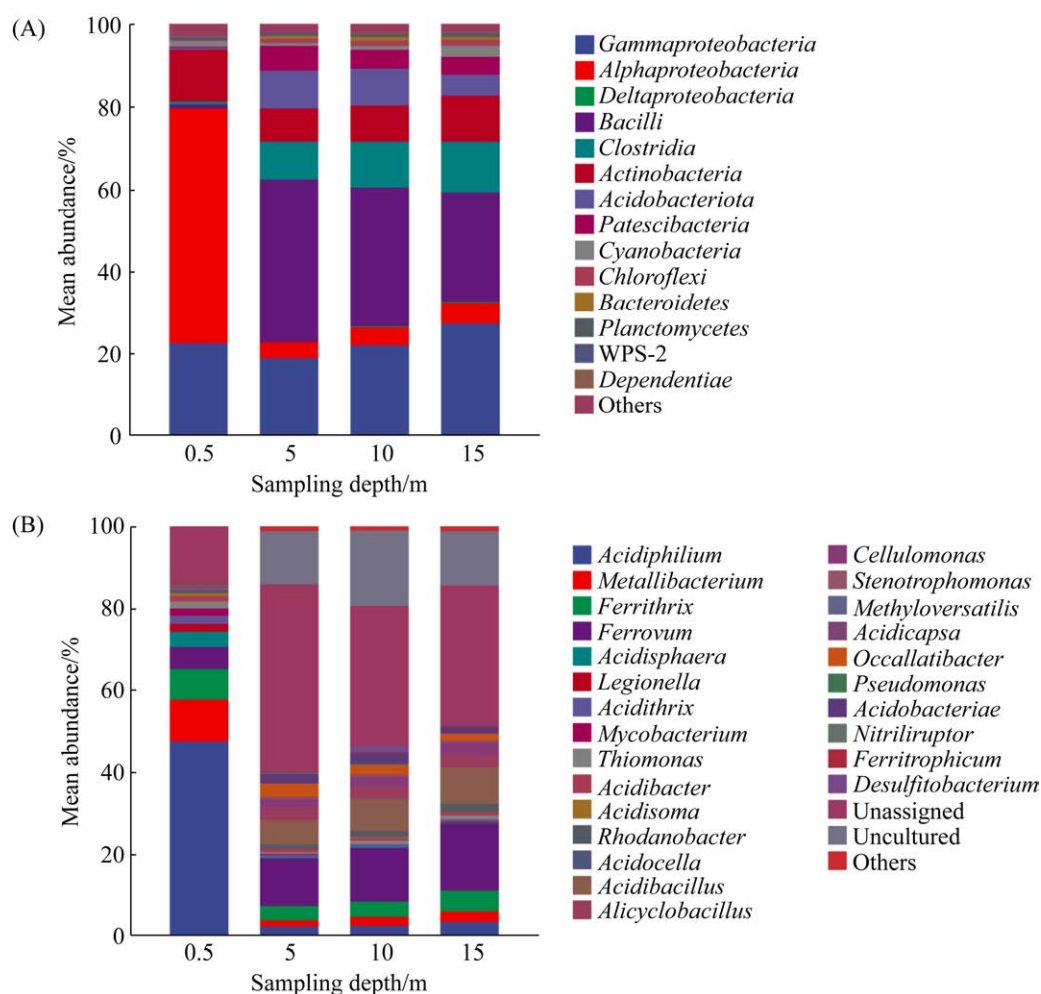 (A)
100
80
60
40
20
0
Mean abundance/%
0.5 5 10 15
Sampling depth/m
Gammaproteobacteria
Alphaproteobacteria
Deltaproteobacteria
Bacilli
Clostridia
Actinobacteria
Acidobacteriota
Patescibacteria
Cyanobacteria
Chloroflexi
Bacteroidetes
Planctomycetes
WPS-2
Dependentiae
Others
(B)
100
80
60
40
20
0
Mean abundance/%
0.5 5 10 15
Sampling depth/m
Acidiphilium
Metallibacterium
Ferrithrix
Ferrovum
Acidisphaera
Legionella
Acidithrix
Mycobacterium
Thiomonas
Acidibacter
Acidisoma
Rhodanobacter
Acidocella
Acidibacillus
Alicyclobacillus
Cellulomonas
Stenotrophomonas
Methyloversatilis
Acidicapsa
Occallatibacter
Pseudomonas
Acidobacteriae
Nitriliruptor
Ferritrophicum
Desulfitobacterium
Unassigned
Uncultured
Others